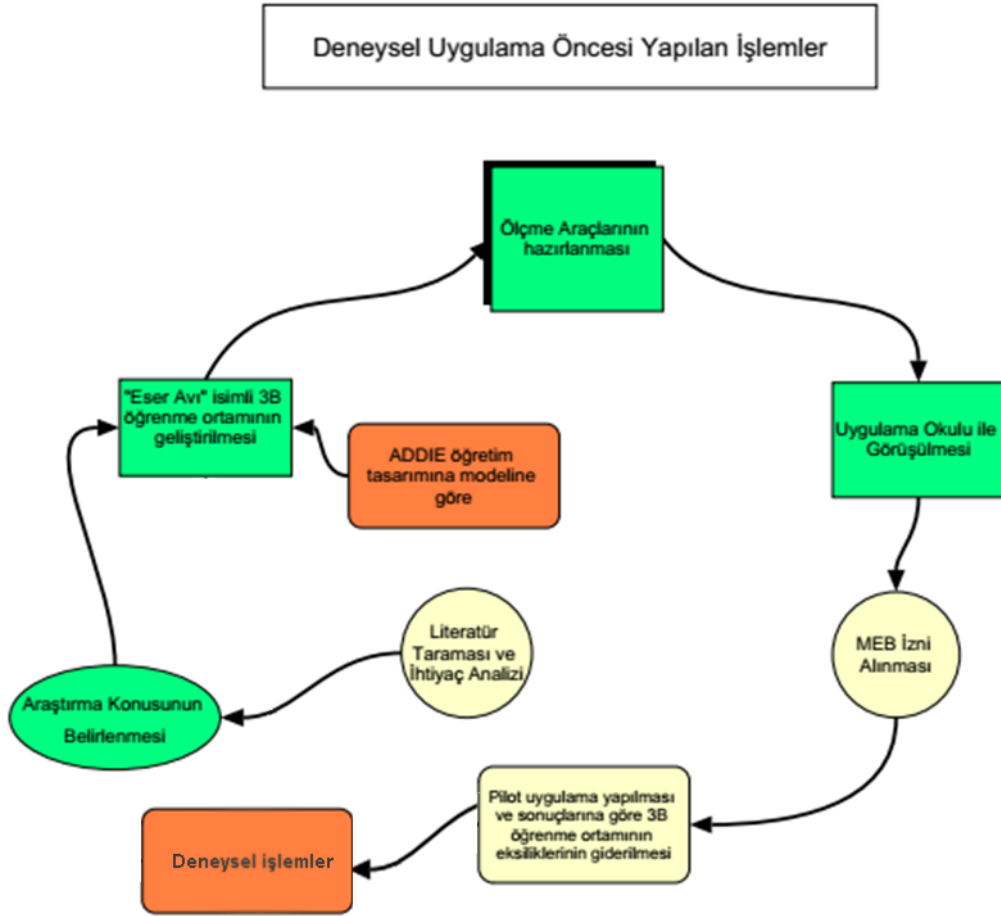 Deneysel Uygulama Öncesi Yapılan İşlemler
Ölçme Araçlarının
hazırlanması
"Eser Avı" isimli 3B
öğrenme ortamının
geliştirilmesi
ADDIE öğretim
tasarımına modeline
göre
Uygulama Okulu ile
Görüşülmesi
Literatür
Taraması ve
İhtiyaç Analizi
MEB İzni
Alınması
Araştırma Konusunun
Belirlenmesi
Pilot uygulama yapılması
ve sonuçlarına göre 3B
öğrenme ortamının
eksiliklerinin giderilmesi
Deneysel işlemler